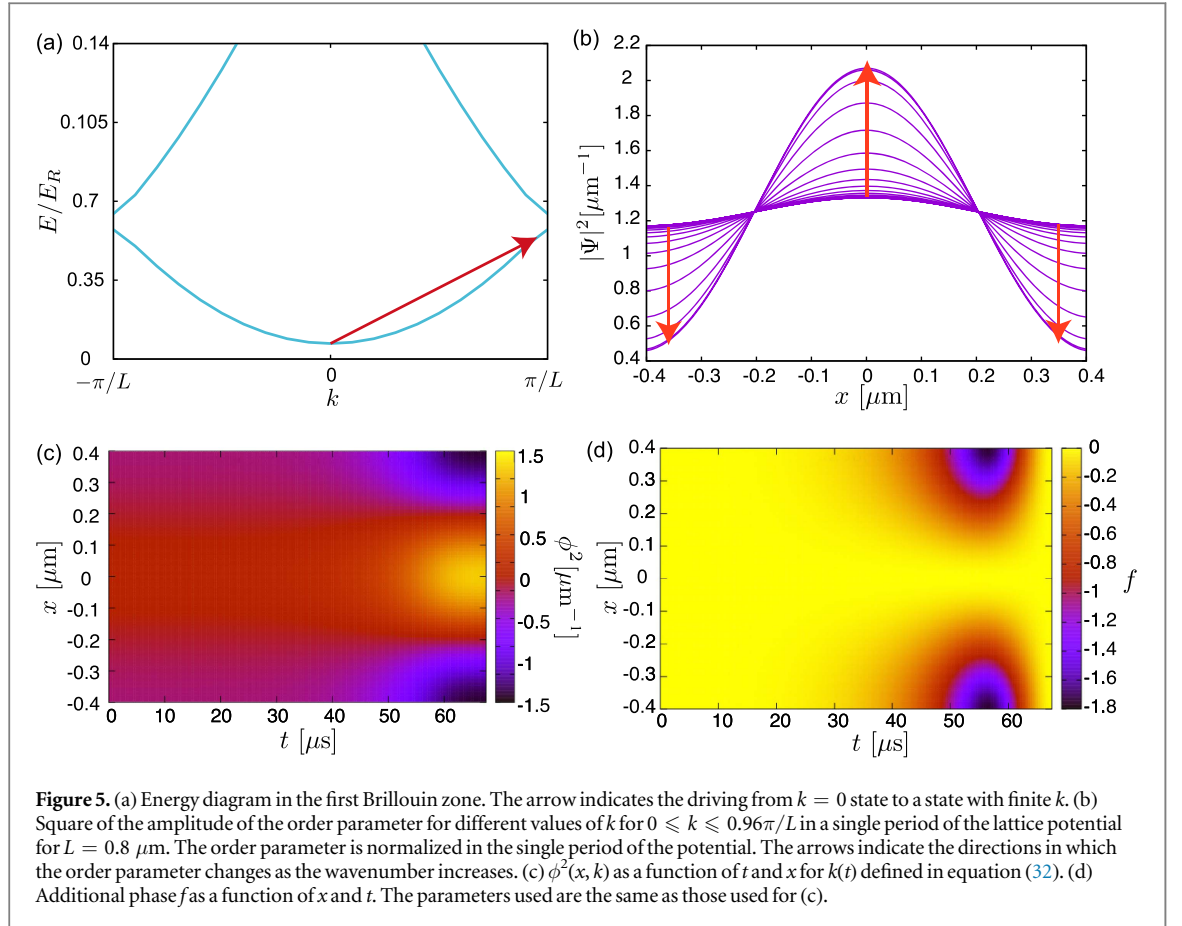 (a)
0.14
0.105
0.7
0.35
0
E/E_R
−π/L
0
π/L
k
(b)
2.2
2
1.8
1.6
1.4
1.2
1
0.8
0.6
0.4
|Ψ|² [μm⁻¹]
-0.4 -0.3 -0.2 -0.1 0 0.1 0.2 0.3 0.4
x [μm]
(c)
0.4
0.3
0.2
0.1
0
-0.1
-0.2
-0.3
-0.4
x [μm]
0 10 20 30 40 50 60
t [μs]
1.5
1
0.5
0
-0.5
-1
-1.5
ϕ² [μm⁻¹]
(d)
0.4
0.3
0.2
0.1
0
-0.1
-0.2
-0.3
-0.4
x [μm]
0 10 20 30 40 50 60
t [μs]
0
-0.2
-0.4
-0.6
-0.8
-1
-1.2
-1.4
-1.6
-1.8
f
Figure 5. (a) Energy diagram in the first Brillouin zone. The arrow indicates the driving from k = 0 state to a state with finite k. (b)
Square of the amplitude of the order parameter for different values of k for 0 ⩽ k ⩽ 0.96π/L in a single period of the lattice potential
for L = 0.8 μm. The order parameter is normalized in the single period of the potential. The arrows indicate the directions in which
the order parameter changes as the wavenumber increases. (c) ϕ²(x, k) as a function of t and x for k(t) defined in equation (32). (d)
Additional phase f as a function of x and t. The parameters used are the same as those used for (c).